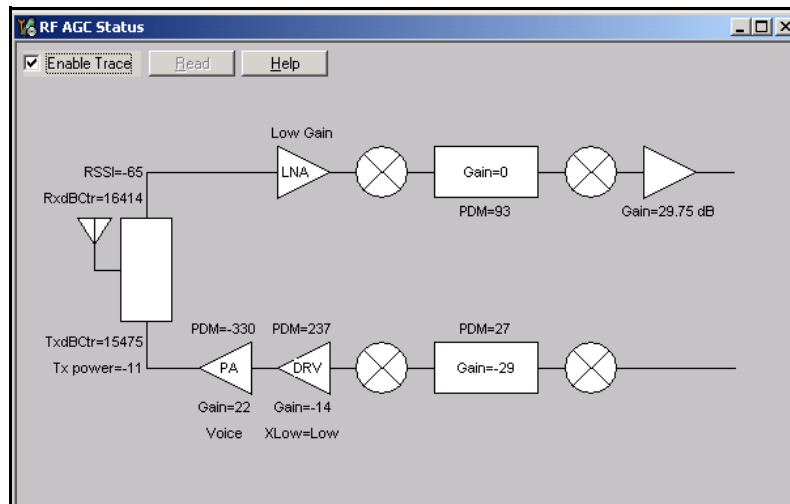 RF AGC Status
Enable Trace
Read
Help
Low Gain
RSSI=-65
LNA
Gain=0
RxdBCtr=16414
PDM=93
Gain=29.75 dB
PDM=-330
PDM=237
PDM=27
TxdBCtr=15475
Tx power=-11
PA
DRV
Gain=-29
Gain=22
Gain=-14
Voice
XLow=Low